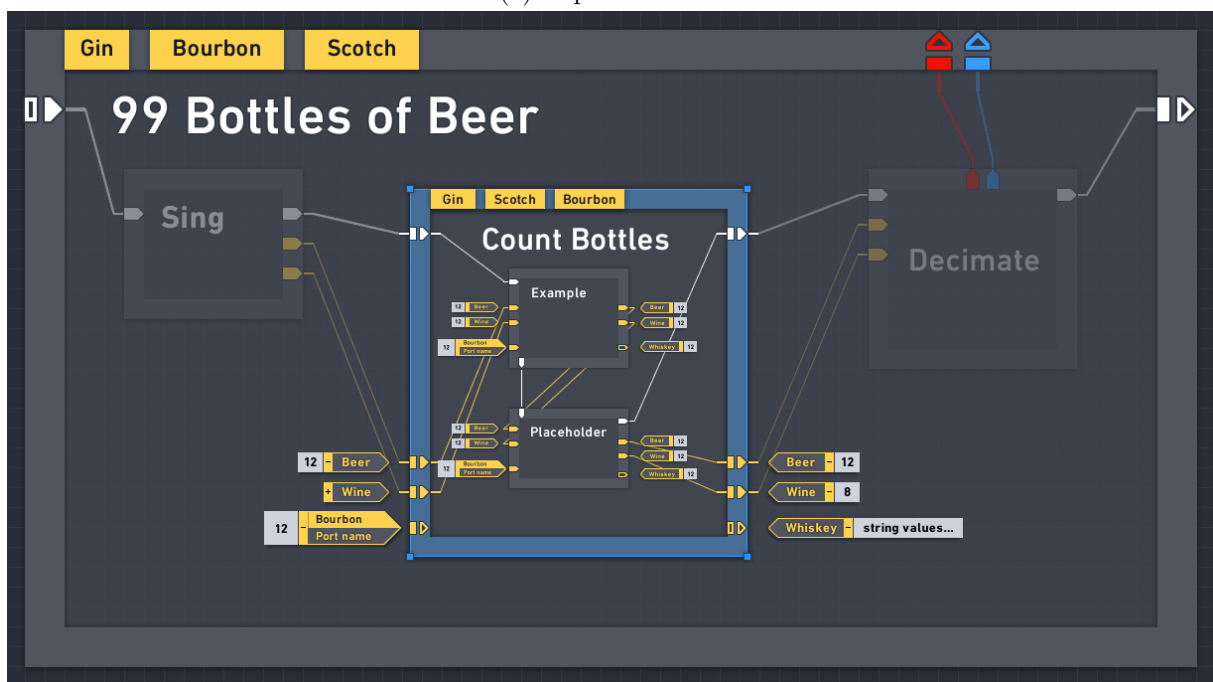 Gin Bourbon Scotch
99 Bottles of Beer
Gin Scotch Bourbon
Sing
Count Bottles
Decimate
Example
12 Beer
Beer 12
12 Wine
Wine 12
12 Bourbon
Port name
Whiskey 12
Placeholder
12 Beer
12 Wine
Beer 12
Wine 12
12 Bourbon
Port name
Whiskey 12
12 - Beer
Beer - 12
+ Wine
Wine - 8
12 - Bourbon
Port name
Whiskey - string values...